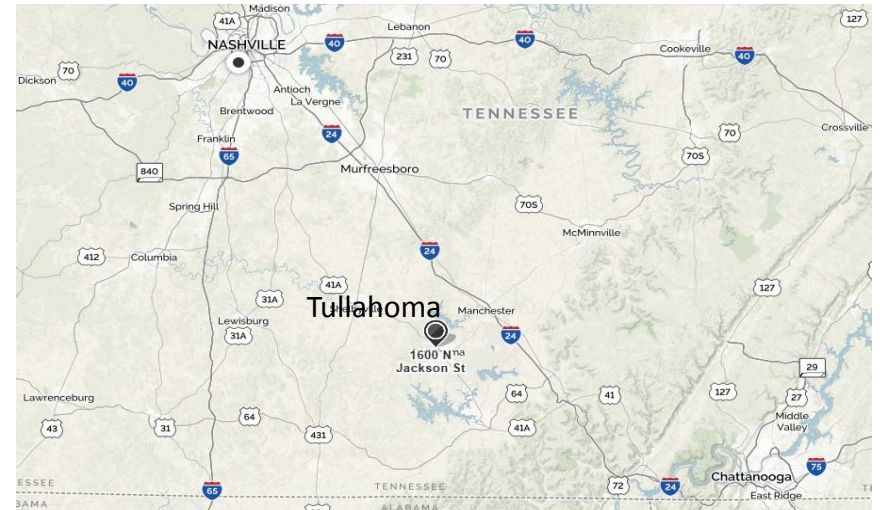 Madison
41A
Lebanon
127
NASHVILLE
40
40
231
70
Cookeville
40
Dickson
70
40
Antioch
La Vergne
Brentwood
TENNESSEE
24
Franklin
65
70
Crossville
70S
840
Murfreesboro
Spring Hill
70S
McMinnville
412
Columbia
24
41A
127
31A
Tullahoma
Manchester
Lewisburg
31A
24
1600 N
Jackson St
29
Lawrenceburg
64
41
127
27
Middle
Valley
43
31
64
431
41A
Chattanooga
75
ESSEE
65
TENNESSEE
72
24
East Ridge
BAMA
ALABAMA